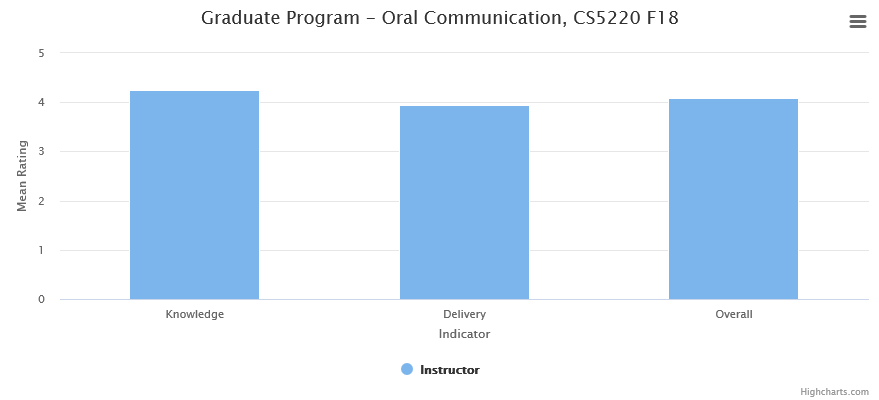 Graduate Program – Oral Communication, CS5220 F18
5
4
3
2
1
0
Mean Rating
Knowledge
Delivery
Overall
Indicator
Instructor
Highcharts.com